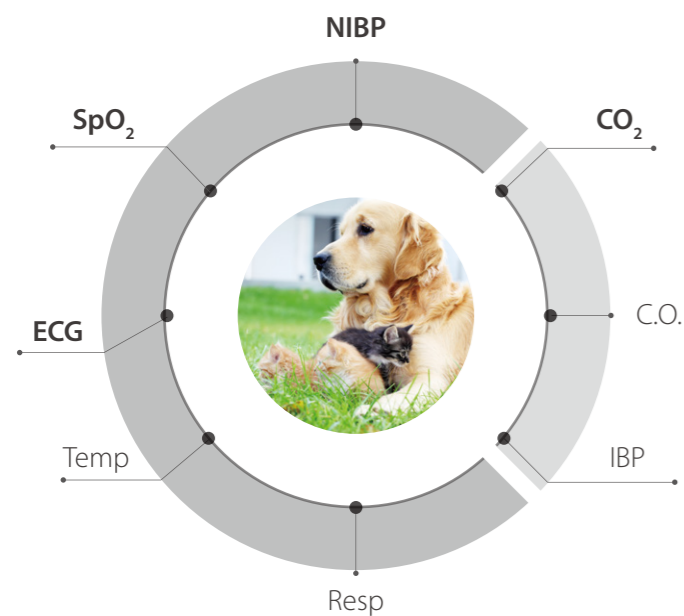 NIBP
SpO₂
CO₂
ECG
C.O.
Temp
IBP
Resp